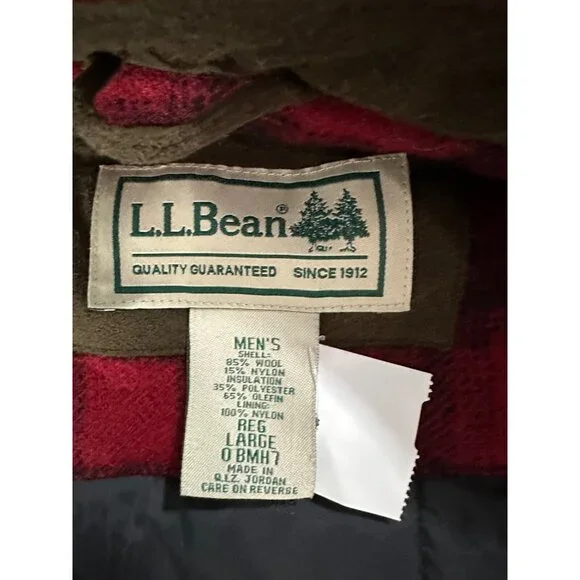 L.L.Bean®
QUALITY GUARANTEED SINCE 1912
MEN'S
SHELL:
85% WOOL
15% NYLON
INSULATION
35% POLYESTER
65% OLEFIN
LINING:
100% NYLON
REG
LARGE
0 BMH7
MADE IN
Q.I.Z. JORDAN
CARE ON REVERSE